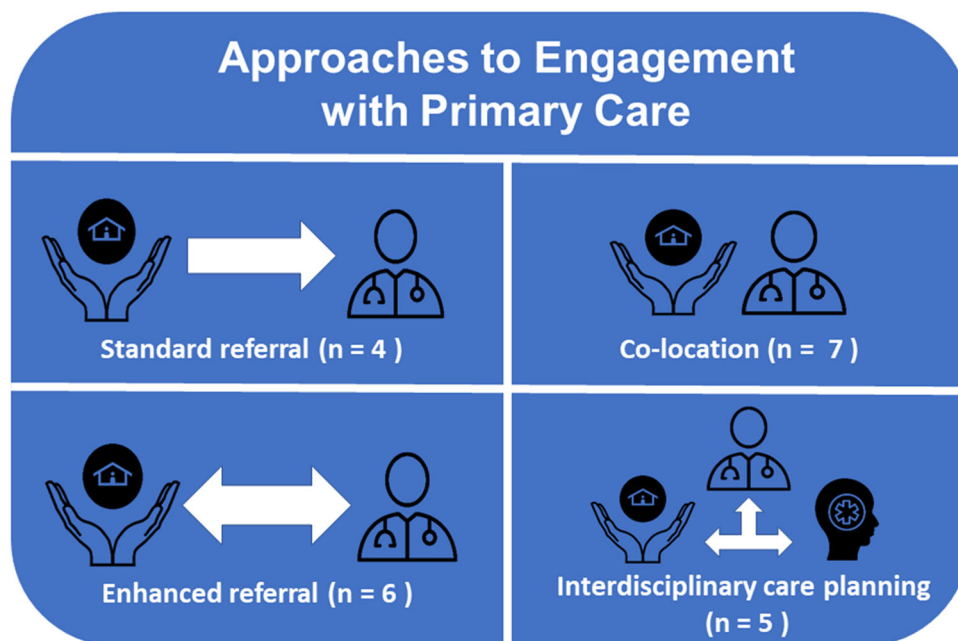 Approaches to Engagement
with Primary Care
Standard referral (n = 4 )
Co-location (n =  7 )
Enhanced referral (n = 6 )
Interdisciplinary care planning
(n = 5 )